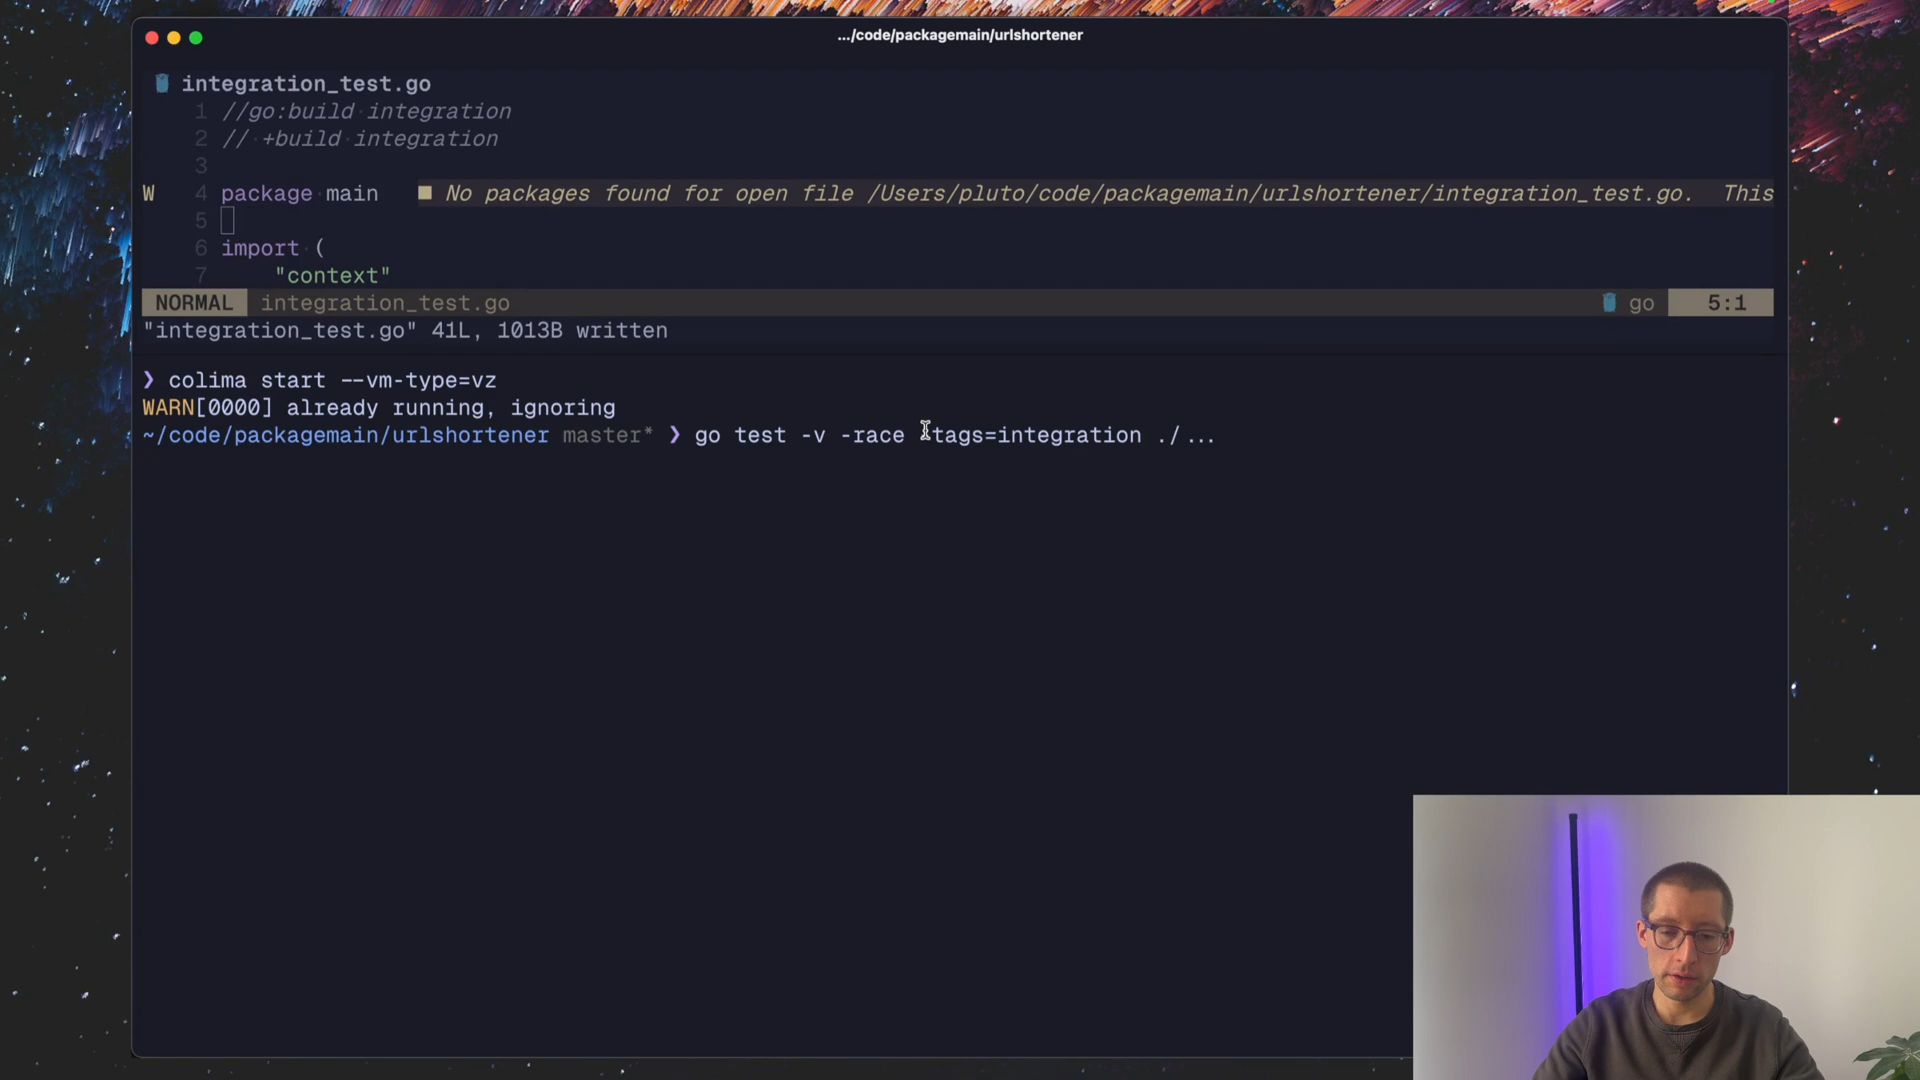 .../code/packagemain/urlshortener
integration_test.go
1 //go:build integration
2 // +build integration
3
W 4 package main ■ No packages found for open file /Users/pluto/code/packagemain/urlshortener/integration_test.go. This
5
6 import (
7 "context"
NORMAL integration_test.go go 5:1
"integration_test.go" 41L, 1013B written
❯ colima start --vm-type=vz
WARN[0000] already running, ignoring
~/code/packagemain/urlshortener master* ❯ go test -v -race -tags=integration ./...